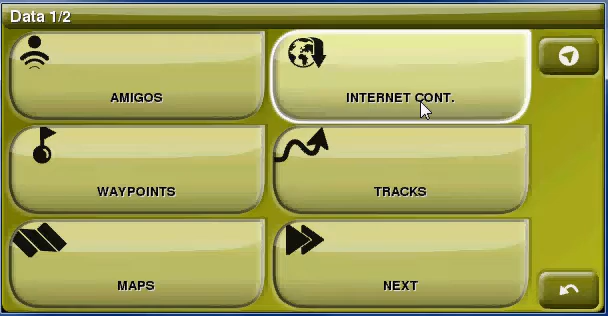 Data 1/2
AMIGOS
INTERNET CONT.
WAYPOINTS
TRACKS
MAPS
NEXT